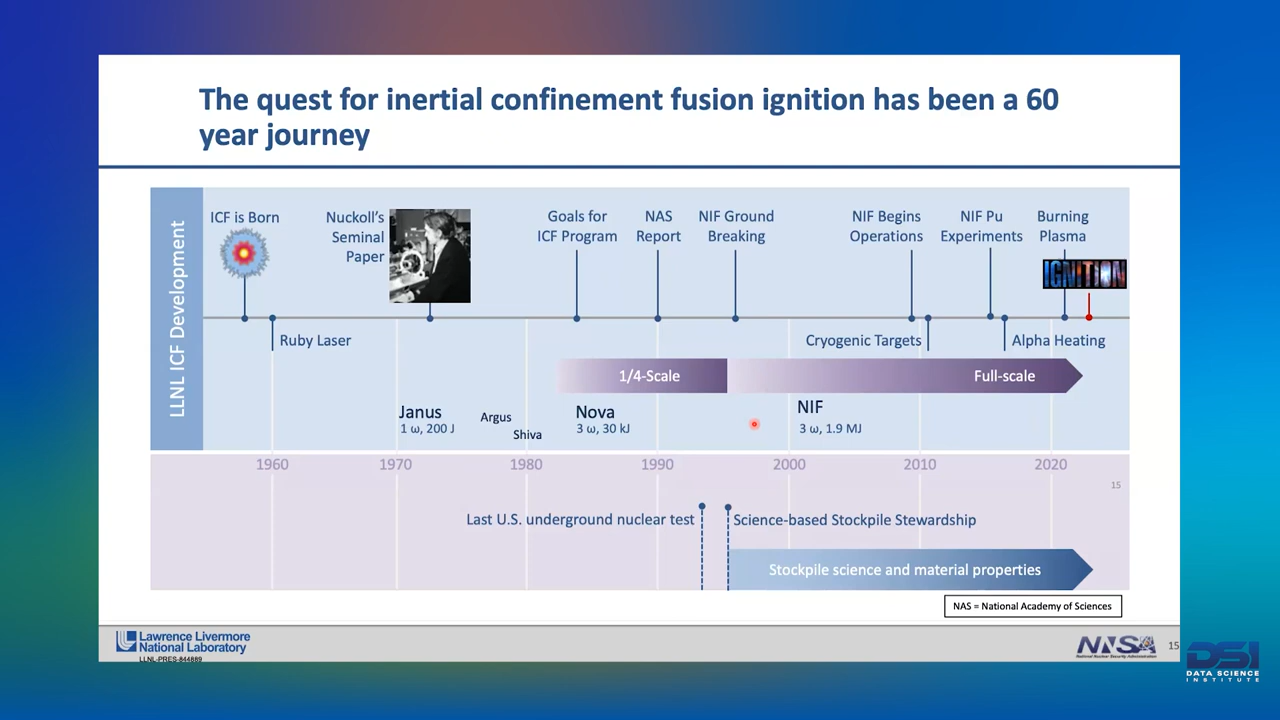 The quest for inertial confinement fusion ignition has been a 60
year journey
LLNL ICF Development
ICF is Born
Nuckoll's
Seminal
Paper
Goals for
ICF Program
NAS
Report
NIF Ground
Breaking
NIF Begins
Operations
NIF Pu
Experiments
Burning
Plasma
IGNITION
Ruby Laser
Cryogenic Targets
Alpha Heating
1/4-Scale
Full-scale
Janus
1 ω, 200 J
Argus
Shiva
Nova
3 ω, 30 kJ
NIF
3 ω, 1.9 MJ
1960
1970
1980
1990
2000
2010
2020
15
Last U.S. underground nuclear test
Science-based Stockpile Stewardship
Stockpile science and material properties
NAS = National Academy of Sciences
Lawrence Livermore
National Laboratory
LLNL-PRES-844889
NNSA
National Nuclear Security Administration
15
DSI
DATA SCIENCE
INSTITUTE